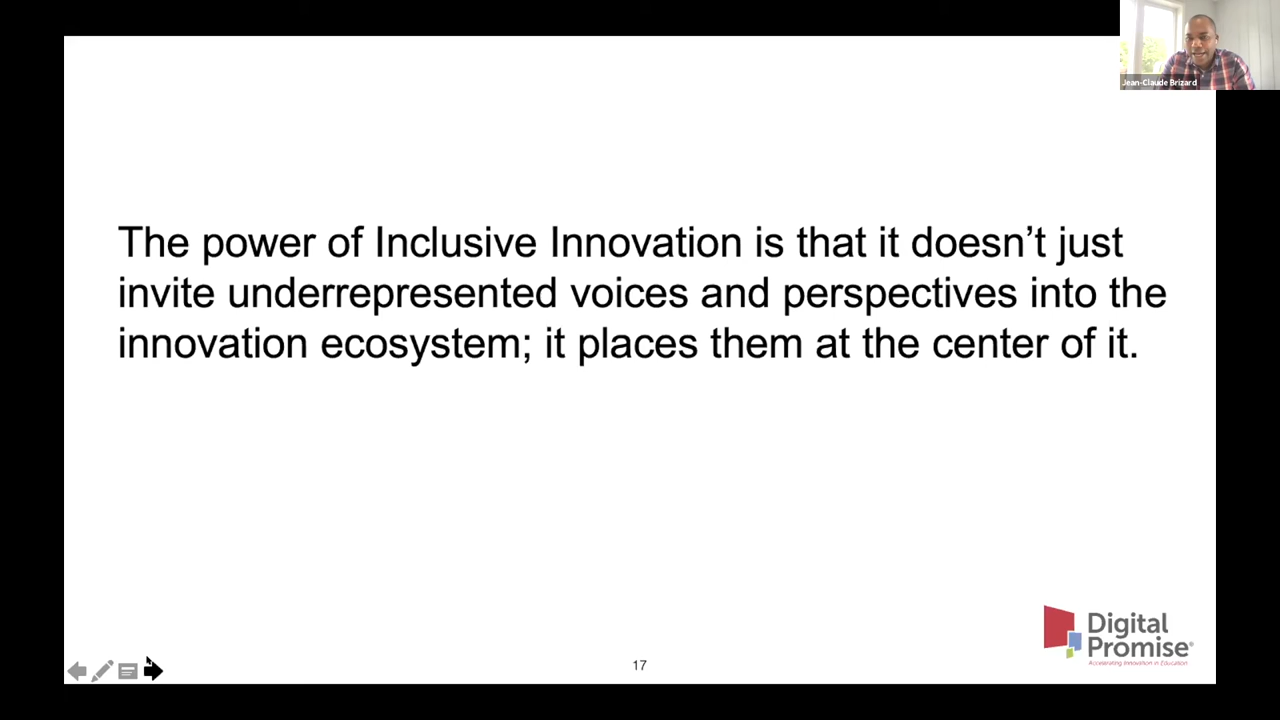 Jean-Claude Brizard
The power of Inclusive Innovation is that it doesn’t just
invite underrepresented voices and perspectives into the
innovation ecosystem; it places them at the center of it.
17
Digital
Promise®
Accelerating Innovation in Education